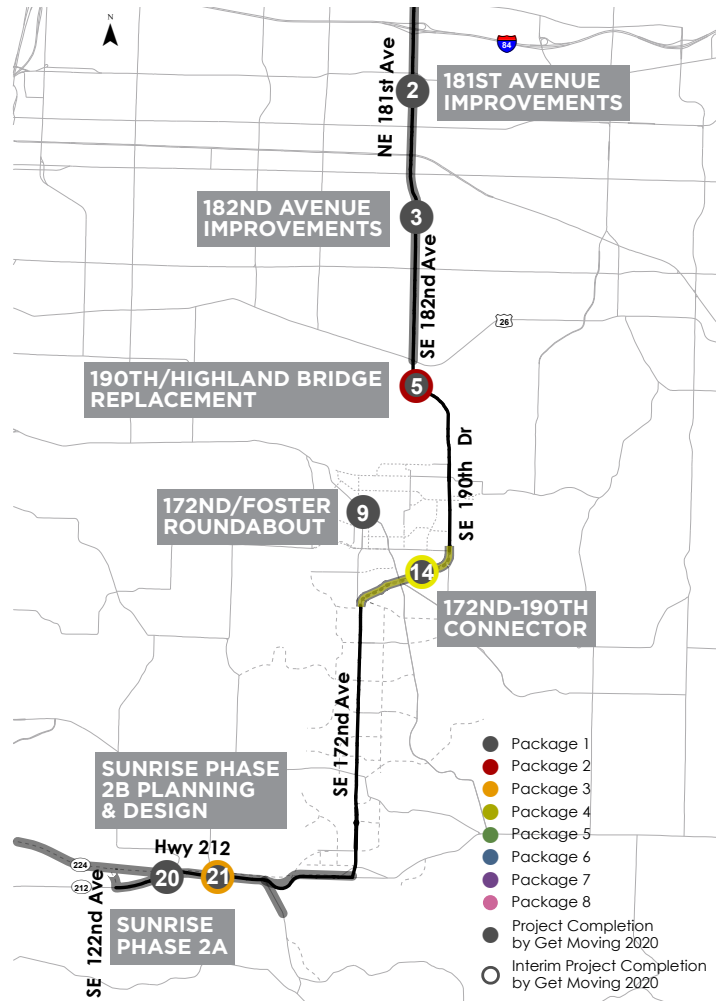 N
84
NE 181st Ave
2
181ST AVENUE
IMPROVEMENTS
182ND AVENUE
IMPROVEMENTS
3
SE 182nd Ave
26
190TH/HIGHLAND BRIDGE
REPLACEMENT
5
SE 190th Dr
172ND/FOSTER
ROUNDABOUT
9
14
172ND-190TH
CONNECTOR
SE 172nd Ave
SUNRISE PHASE
2B PLANNING
& DESIGN
Hwy 212
224
212
20
21
SE 122nd Ave
SUNRISE
PHASE 2A
Package 1
Package 2
Package 3
Package 4
Package 5
Package 6
Package 7
Package 8
Project Completion
by Get Moving 2020
Interim Project Completion
by Get Moving 2020